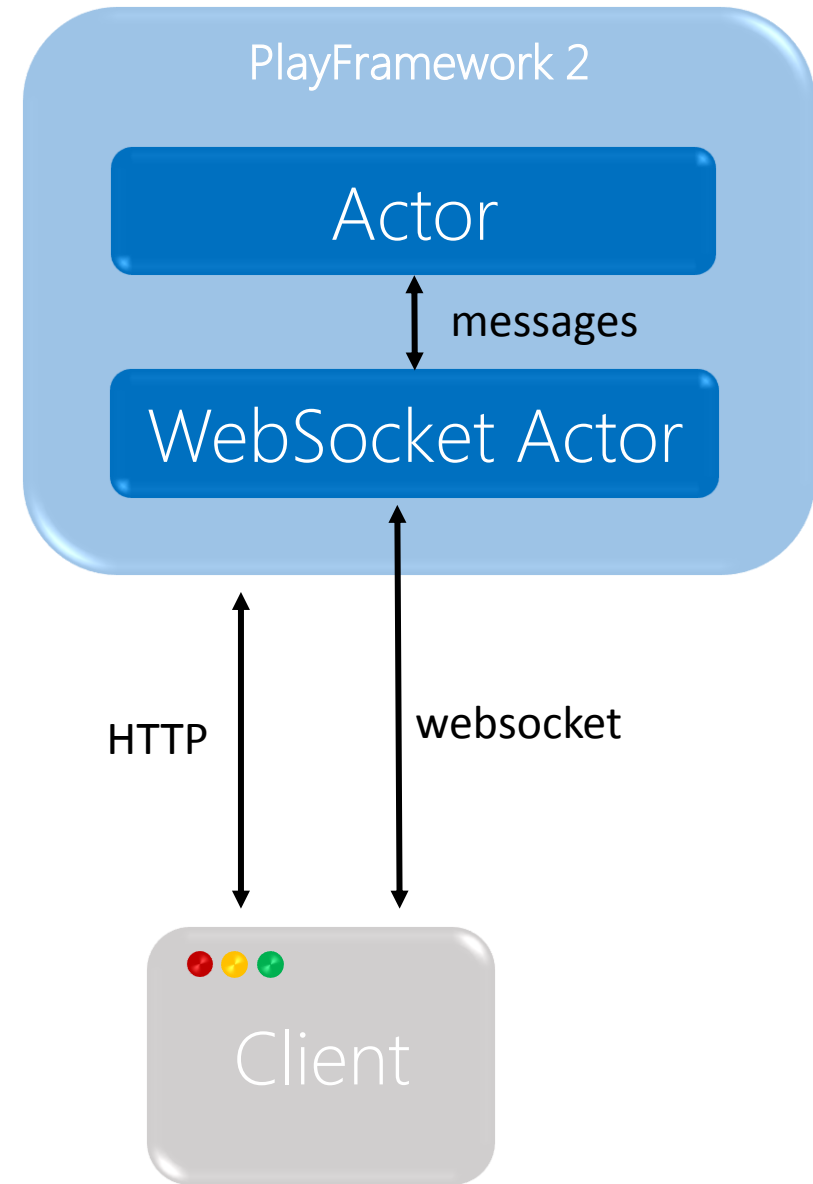 PlayFramework 2
Actor
messages
WebSocket Actor
HTTP
websocket
Client